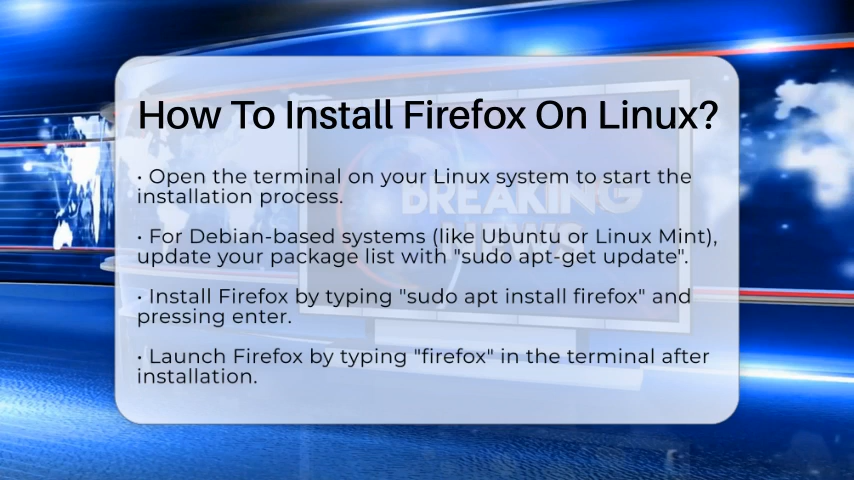 How To Install Firefox On Linux?
• Open the terminal on your Linux system to start the
installation process.
• For Debian-based systems (like Ubuntu or Linux Mint),
update your package list with "sudo apt-get update".
• Install Firefox by typing "sudo apt install firefox" and
pressing enter.
• Launch Firefox by typing "firefox" in the terminal after
installation.
BREAKING
NEWS